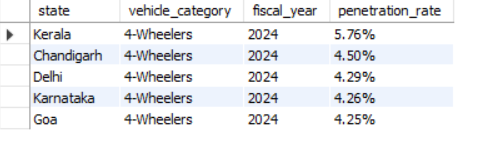 state vehicle_category fiscal_year penetration_rate
Kerala 4-Wheelers 2024 5.76%
Chandigarh 4-Wheelers 2024 4.50%
Delhi 4-Wheelers 2024 4.29%
Karnataka 4-Wheelers 2024 4.26%
Goa 4-Wheelers 2024 4.25%